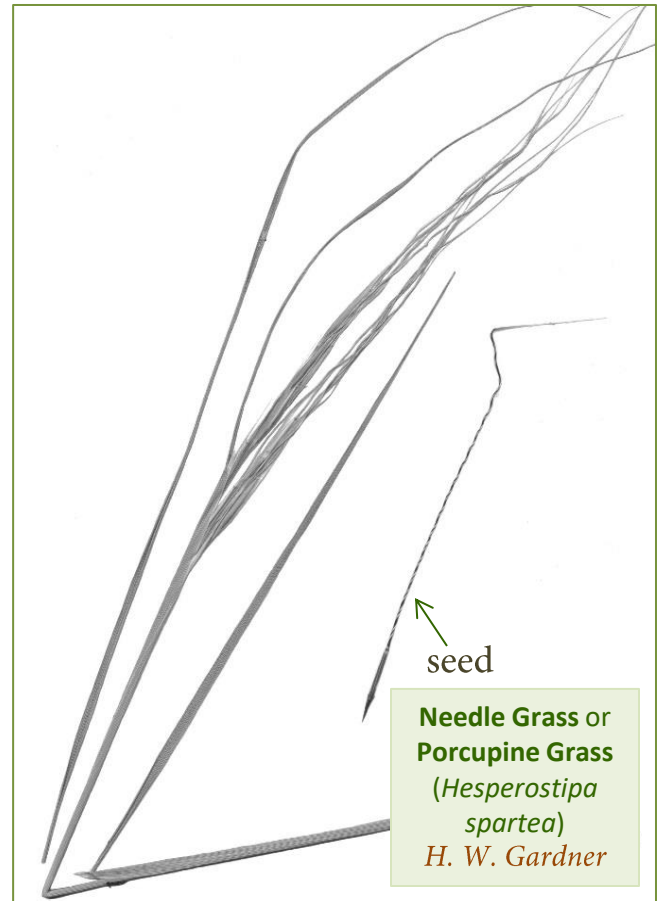 seed
Needle Grass or
Porcupine Grass
(Hesperostipa
spartea)
H. W. Gardner